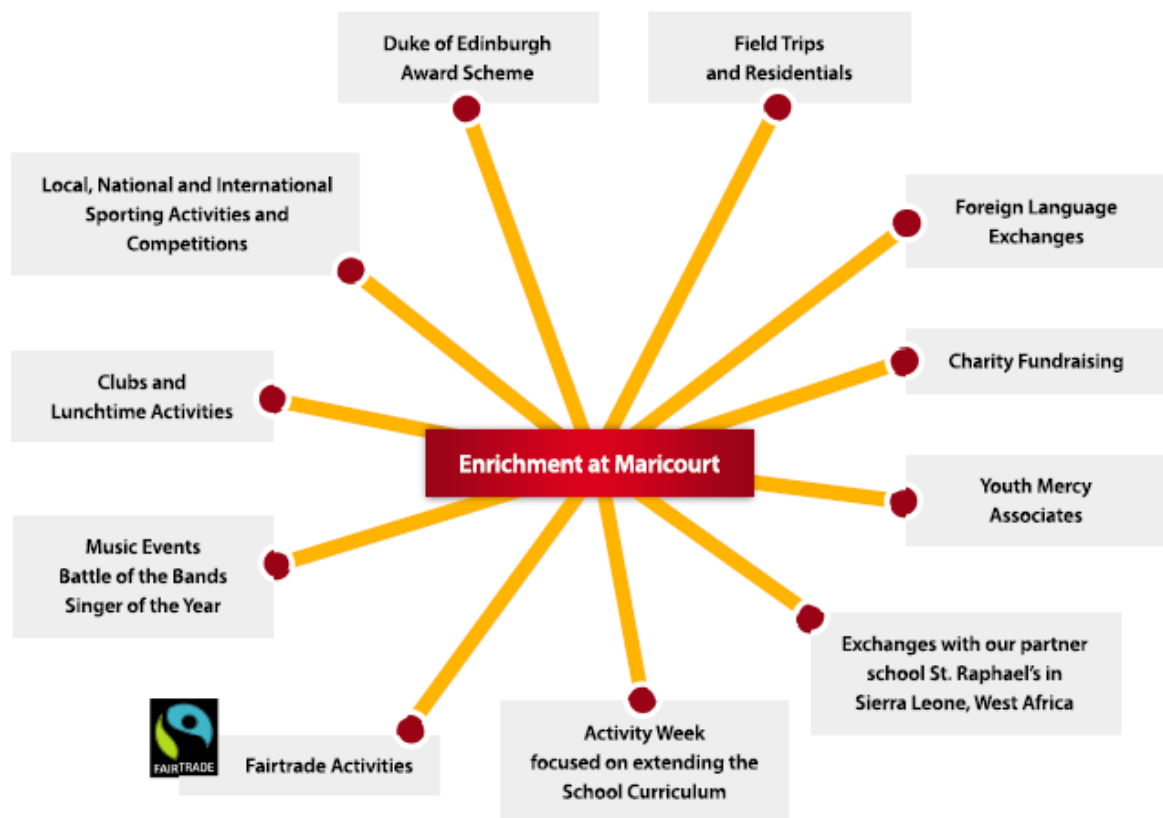 Duke of Edinburgh
Award Scheme
Field Trips
and Residentials
Local, National and International
Sporting Activities and
Competitions
Foreign Language
Exchanges
Clubs and
Lunchtime Activities
Charity Fundraising
Enrichment at Maricourt
Youth Mercy
Associates
Music Events
Battle of the Bands
Singer of the Year
Exchanges with our partner
school St. Raphael's in
Sierra Leone, West Africa
FAIRTRADE
Fairtrade Activities
Activity Week
focused on extending the
School Curriculum